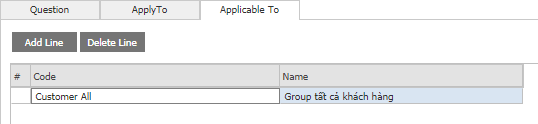 Question ApplyTo Applicable To
Add Line Delete Line
# Code Name
Customer All Group tất cả khách hàng